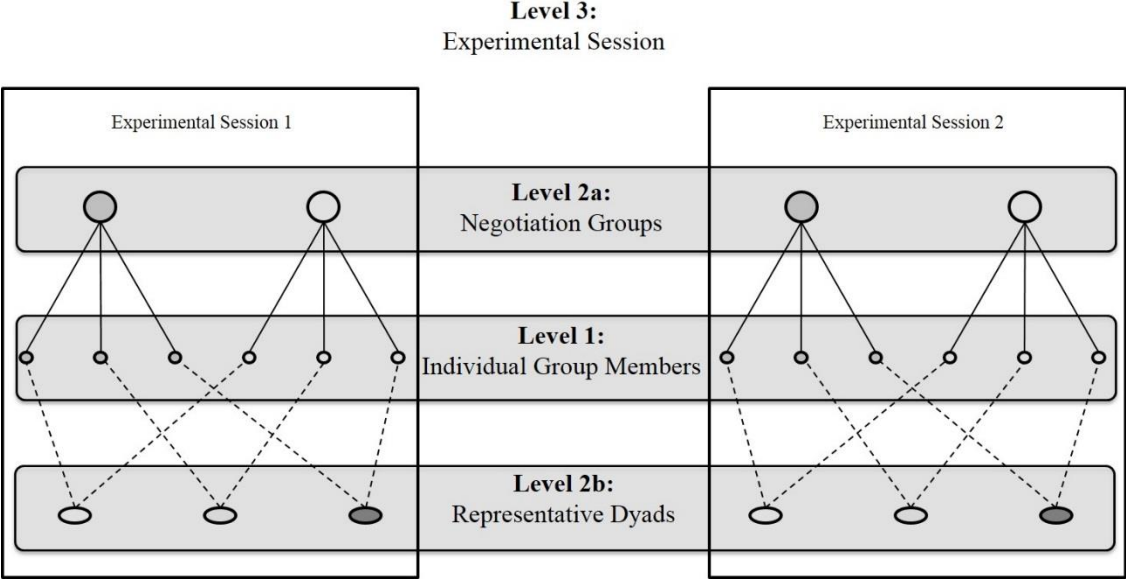 Level 3:
Experimental Session
Experimental Session 1
Experimental Session 2
Level 2a:
Negotiation Groups
Level 1:
Individual Group Members
Level 2b:
Representative Dyads